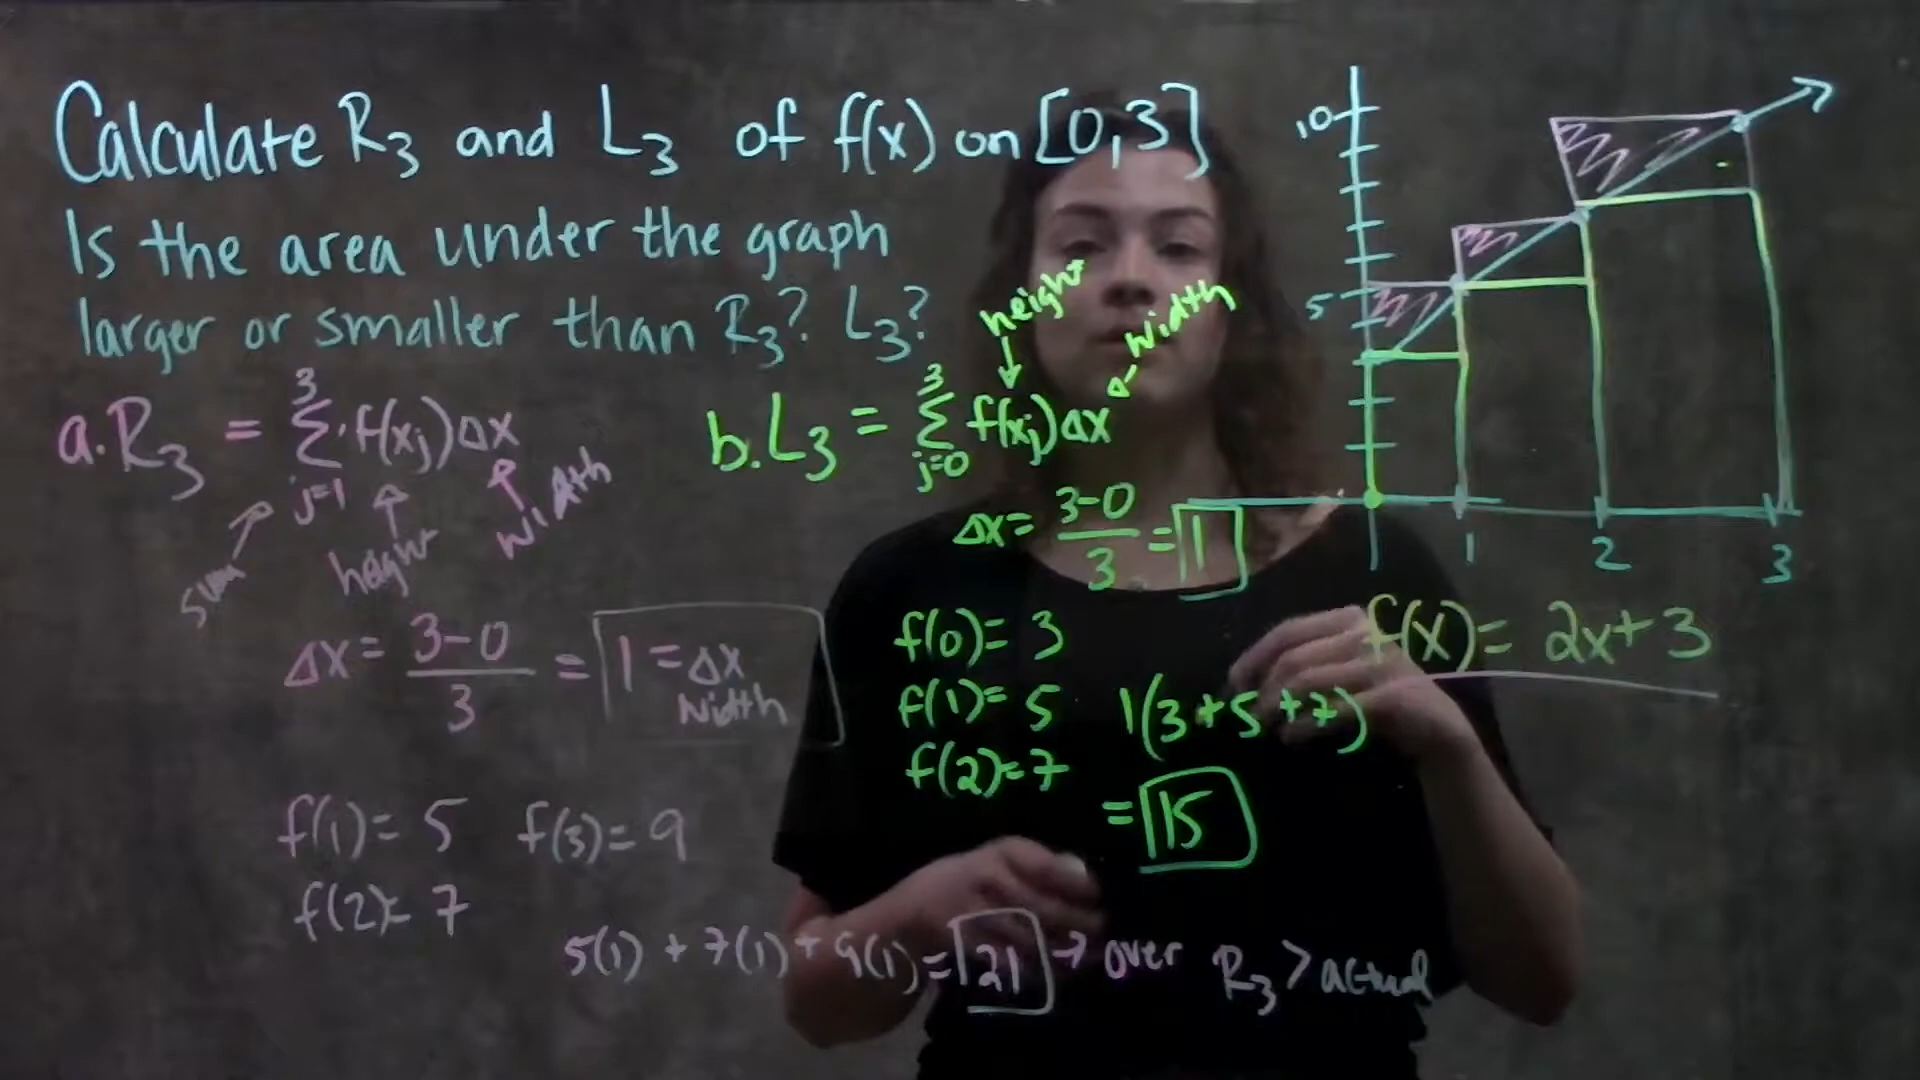 Calculate R₃ and L₃ of f(x) on [0,3]
Is the area under the graph
larger or smaller than R₃? L₃?
a. R₃ = 3 Σ j=1 f(xj)Δx
sum
height
width
Δx = 3-0 / 3 = 1 = Δx
width
f(1)= 5 f(3)= 9
f(2)= 7
5(1) + 7(1) + 9(1) = 21 → over R₃ > actual
height
width
b. L₃ = 3 Σ j=0 f(xj)Δx
Δx = 3-0 / 3 = 1
f(0)= 3
f(1)= 5
f(2)= 7
1(3+5+7)
= 15
10
5
1 2 3
f(x)= 2x+3